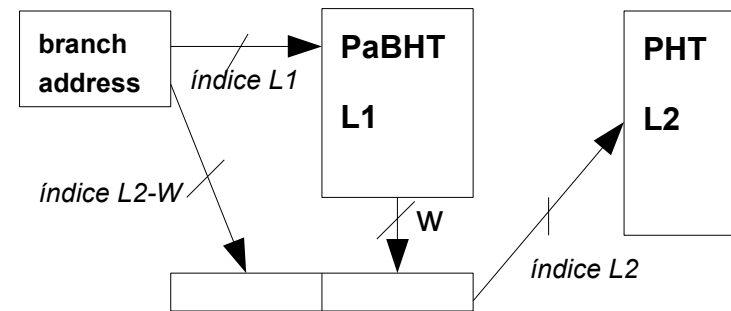 branch
address
índice L1
PaBHT
L1
PHT
L2
índice L2-W
W
índice L2